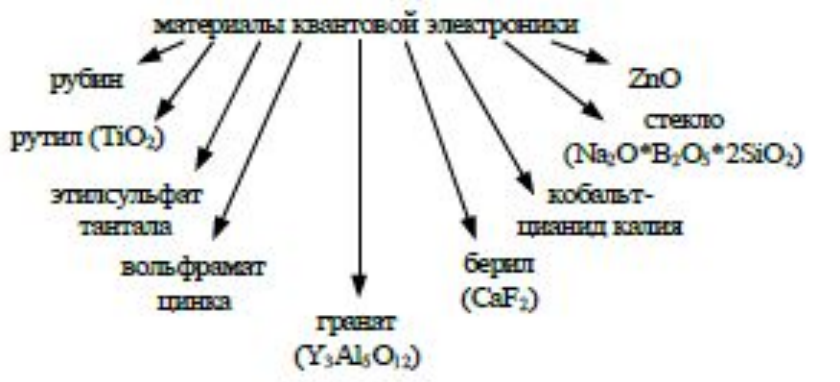 материалы квантовой электроники
рубин
ZnO
рутил (TiO₂)
стекло
(Na₂O*B₂O₅*2SiO₂)
этилсульфат
тантала
кобальт-
цианид калия
вольфрамат
цинка
берил
(CaF₂)
гранат
(Y₃Al₅O₁₂)